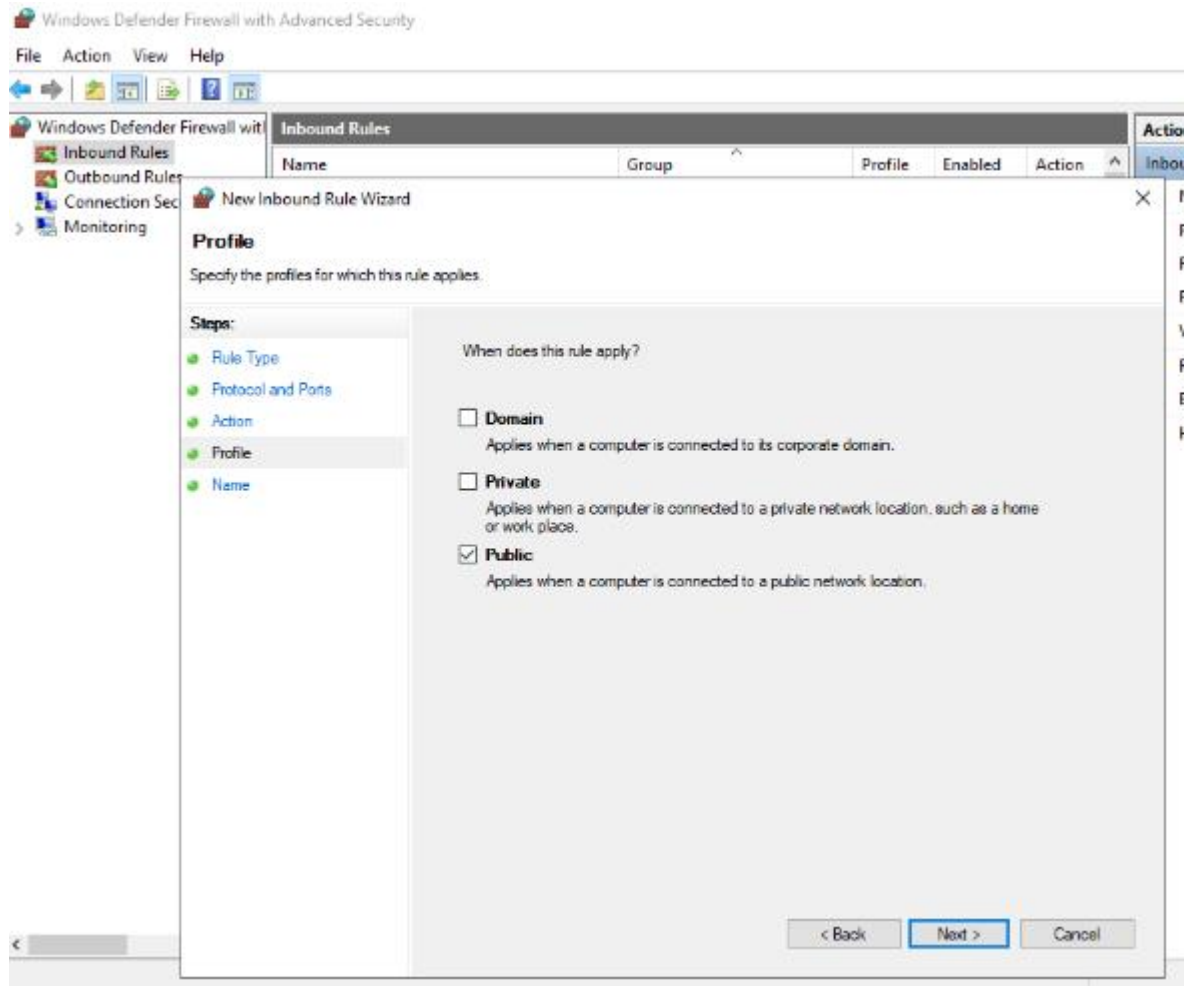 Windows Defender Firewall with Advanced Security
File Action View Help
Windows Defender Firewall wit
Inbound Rules
Outbound Rules
Connection Sec
Monitoring
Inbound Rules
Name Group Profile Enabled Action
Actio
Inbou
New Inbound Rule Wizard
Profile
Specify the profiles for which this rule applies.
Steps:
Rule Type
Protocol and Ports
Action
Profile
Name
When does this rule apply?
Domain
Applies when a computer is connected to its corporate domain.
Private
Applies when a computer is connected to a private network location, such as a home
or work place.
Public
Applies when a computer is connected to a public network location.
< Back Next > Cancel